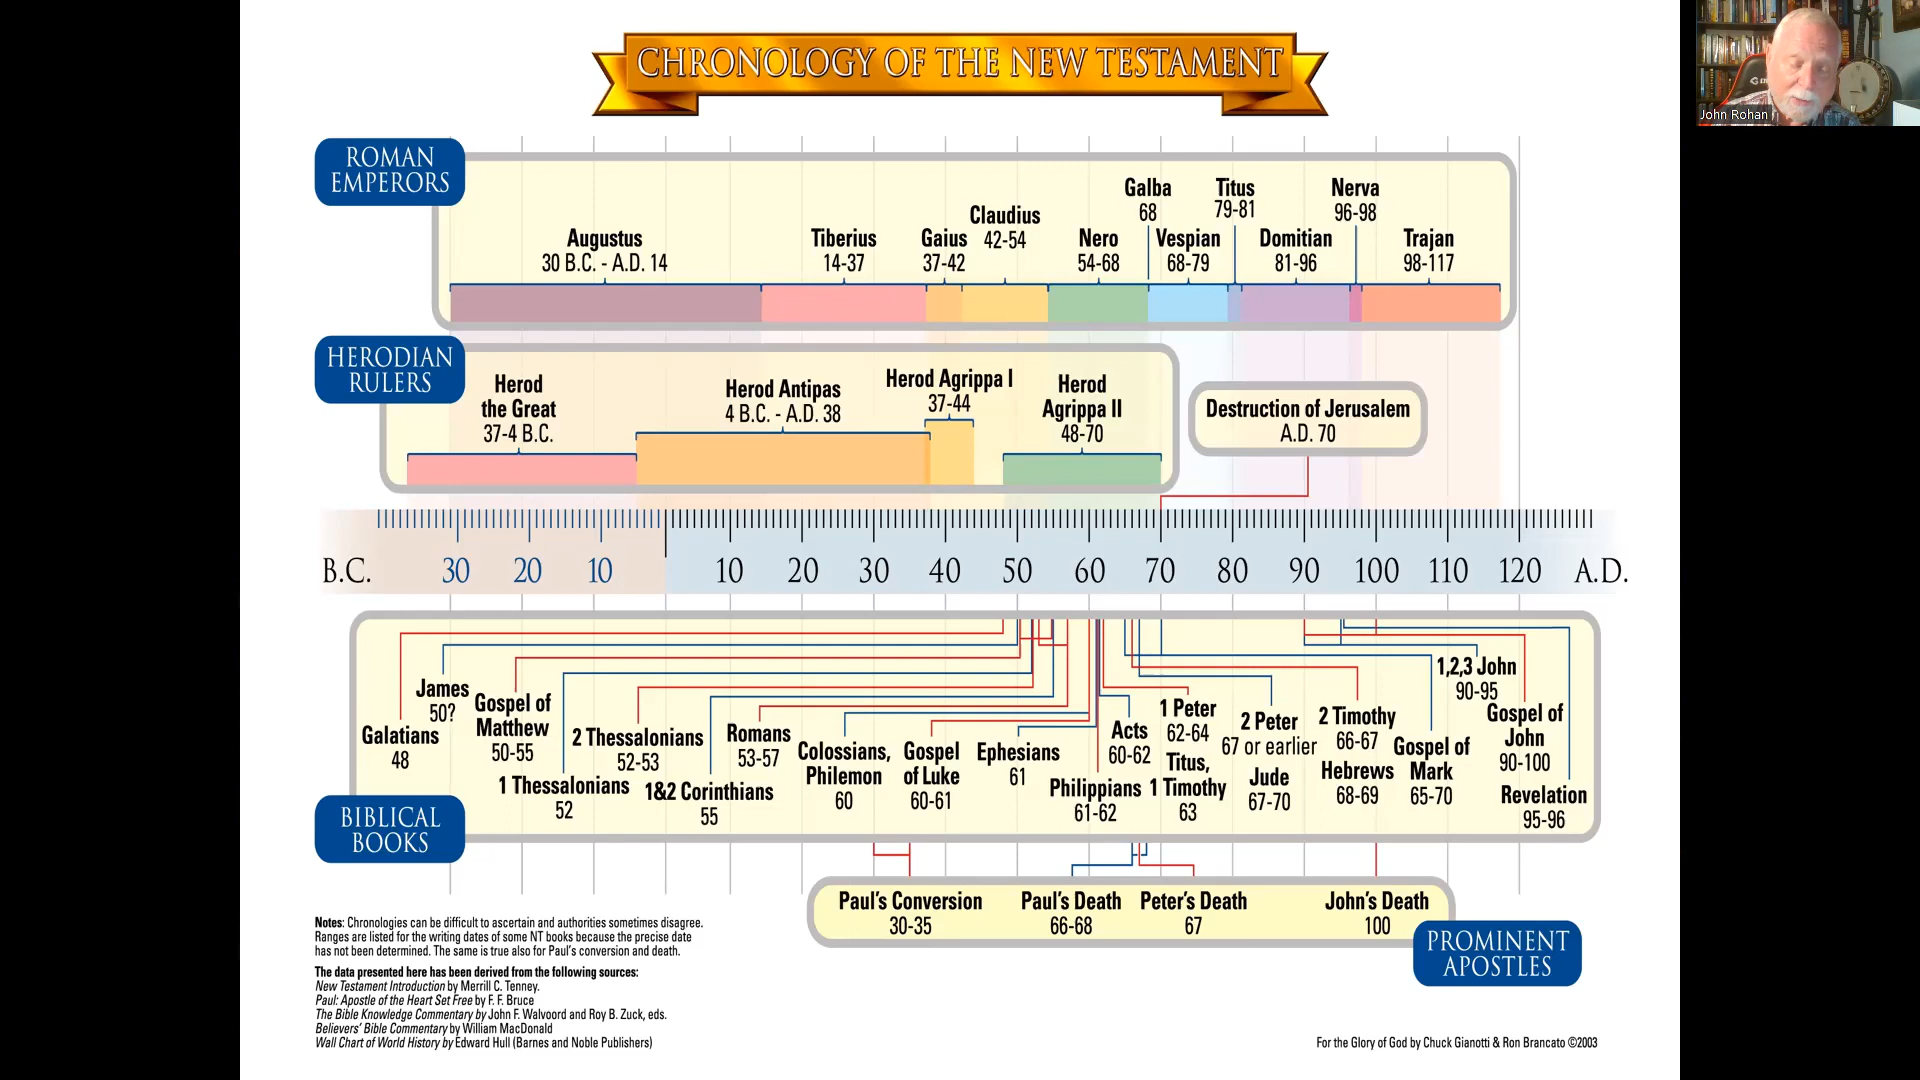 CHRONOLOGY OF THE NEW TESTAMENT
John Rohan
ROMAN
EMPERORS
Augustus
30 B.C. - A.D. 14
Tiberius
14-37
Gaius
37-42
Claudius
42-54
Nero
54-68
Galba
68
Vespian
68-79
Titus
79-81
Domitian
81-96
Nerva
96-98
Trajan
98-117
HERODIAN
RULERS
Herod
the Great
37-4 B.C.
Herod Antipas
4 B.C. - A.D. 38
Herod Agrippa I
37-44
Herod
Agrippa II
48-70
Destruction of Jerusalem
A.D. 70
B.C. 30 20 10 10 20 30 40 50 60 70 80 90 100 110 120 A.D.
Galatians
48
James
50?
Gospel of
Matthew
50-55
1 Thessalonians
52
2 Thessalonians
52-53
1&2 Corinthians
55
Romans
53-57
Colossians,
Philemon
60
Gospel
of Luke
60-61
Ephesians
61
Philippians
61-62
Acts
60-62
1 Peter
62-64
Titus,
1 Timothy
63
2 Peter
67 or earlier
Jude
67-70
2 Timothy
66-67
Hebrews
68-69
Gospel of
Mark
65-70
1,2,3 John
90-95
Gospel of
John
90-100
Revelation
95-96
BIBLICAL
BOOKS
Paul's Conversion
30-35
Paul's Death
66-68
Peter's Death
67
John's Death
100
PROMINENT
APOSTLES
Notes: Chronologies can be difficult to ascertain and authorities sometimes disagree.
Ranges are listed for the writing dates of some NT books because the precise date
has not been determined. The same is true also for Paul's conversion and death.
The data presented here has been derived from the following sources:
New Testament Introduction by Merrill C. Tenney.
Paul: Apostle of the Heart Set Free by F. F. Bruce
The Bible Knowledge Commentary by John F. Walvoord and Roy B. Zuck, eds.
Believers' Bible Commentary by William MacDonald
Wall Chart of World History by Edward Hull (Barnes and Noble Publishers)
For the Glory of God by Chuck Gianotti & Ron Brancato ©2003